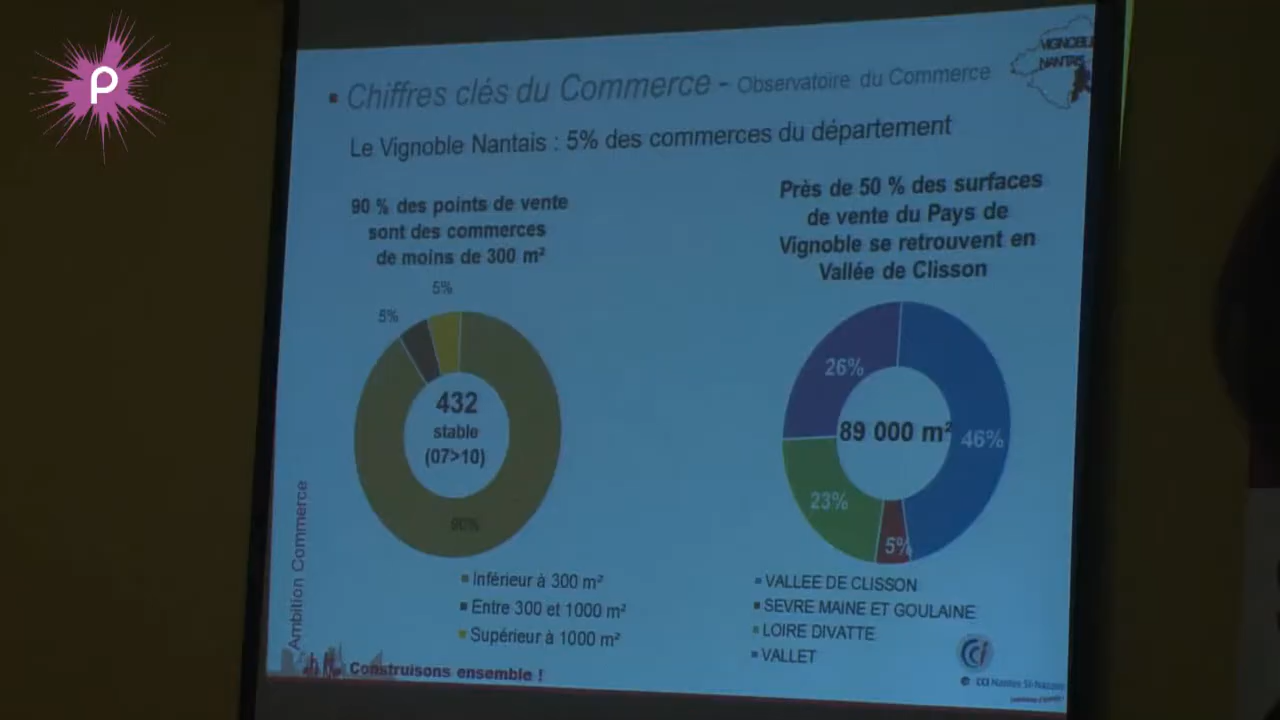 P
VIGNOBLE
NANTAIS
Chiffres clés du Commerce - Observatoire du Commerce
Le Vignoble Nantais : 5% des commerces du département
90 % des points de vente
sont des commerces
de moins de 300 m²
5%
5%
432
stable
(07>10)
90%
Inférieur à 300 m²
Entre 300 et 1000 m²
Supérieur à 1000 m²
Près de 50 % des surfaces
de vente du Pays de
Vignoble se retrouvent en
Vallée de Clisson
26%
89 000 m²
46%
23%
5%
VALLEE DE CLISSON
SEVRE MAINE ET GOULAINE
LOIRE DIVATTE
VALLET
Ambition Commerce
Construisons ensemble !
cci
CCI Nantes St-Nazaire